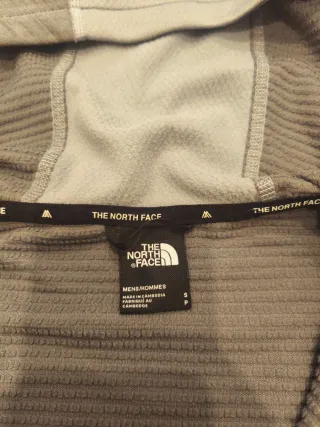 THE NORTH FACE
THE NORTH
FACE
THE
NORTH
FACE
MENS/HOMMES
MADE IN CAMBODIA
FABRIQUÉ AU
CAMBODGE
S
P